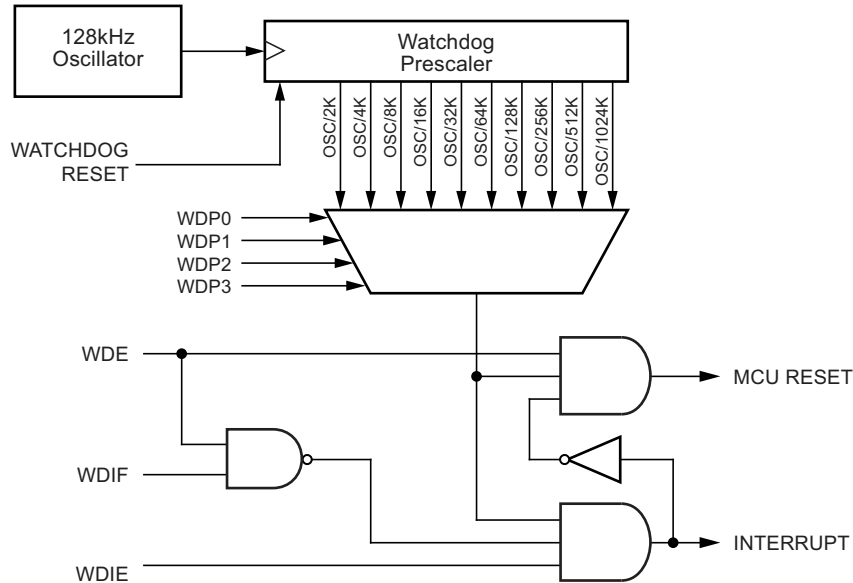 128kHz
Oscillator
Watchdog
Prescaler
OSC/2K
OSC/4K
OSC/8K
OSC/16K
OSC/32K
OSC/64K
OSC/128K
OSC/256K
OSC/512K
OSC/1024K
WATCHDOG
RESET
WDP0
WDP1
WDP2
WDP3
WDE
MCU RESET
WDIF
INTERRUPT
WDIE